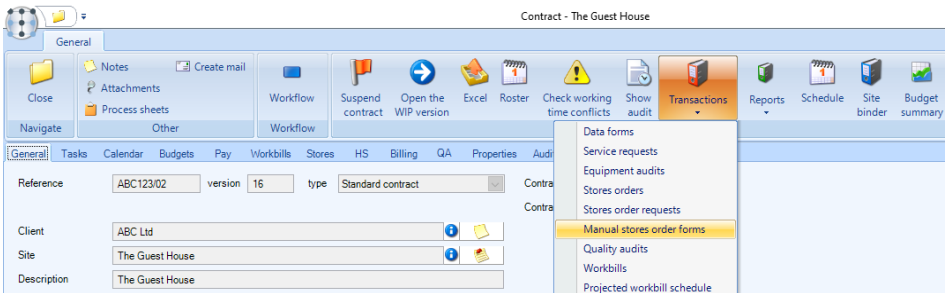 Contract - The Guest House
General
Close
Notes
Create mail
Attachments
Process sheets
Workflow
Suspend contract
Open the WIP version
Excel
Roster
Check working time conflicts
Show audit
Transactions
Reports
Schedule
Site binder
Budget summary
Navigate
Other
Workflow
General Tasks Calendar Budgets Pay Workbills Stores HS Billing QA Properties Audi
Reference ABC123/02 version 16 type Standard contract Contra
Contra
Client ABC Ltd
Site The Guest House
Description The Guest House
Data forms
Service requests
Equipment audits
Stores orders
Stores order requests
Manual stores order forms
Quality audits
Workbills
Projected workbill schedule